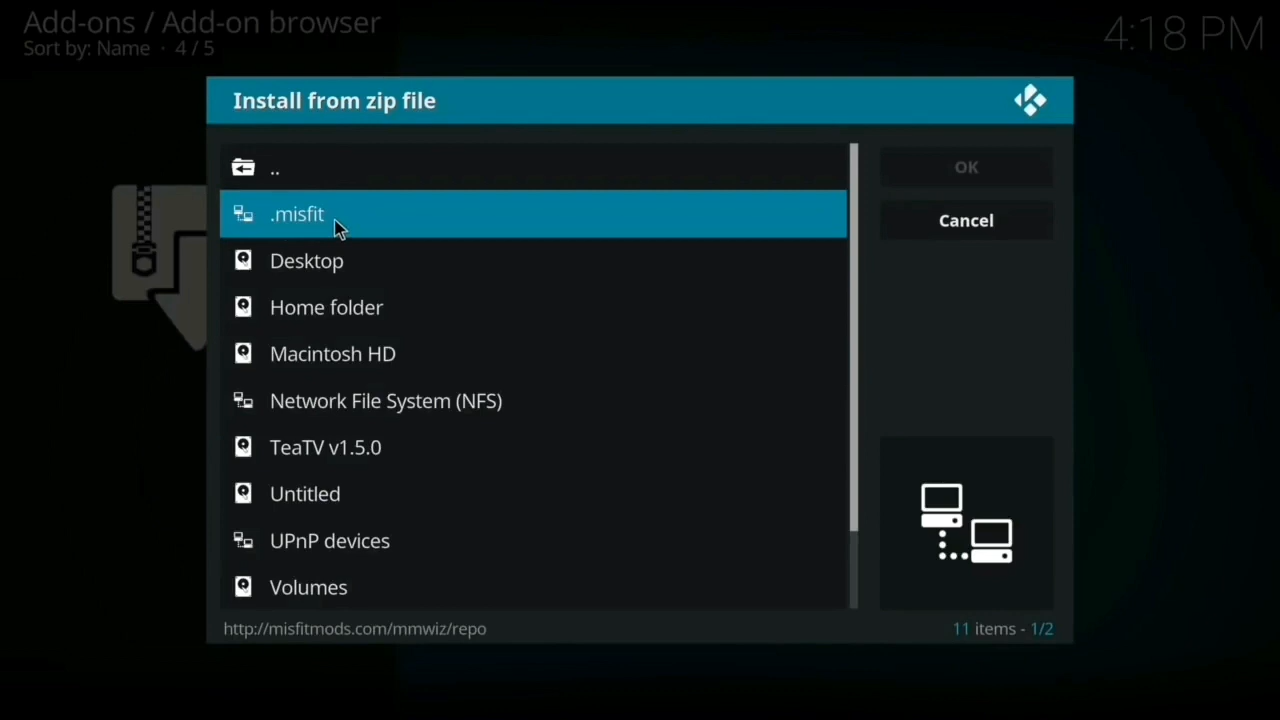 Add-ons / Add-on browser
Sort by: Name · 4 / 5
4:18 PM
Install from zip file
..
.misfit
Desktop
Home folder
Macintosh HD
Network File System (NFS)
TeaTV v1.5.0
Untitled
UPnP devices
Volumes
OK
Cancel
http://misfitmods.com/mmwiz/repo
11 items - 1/2